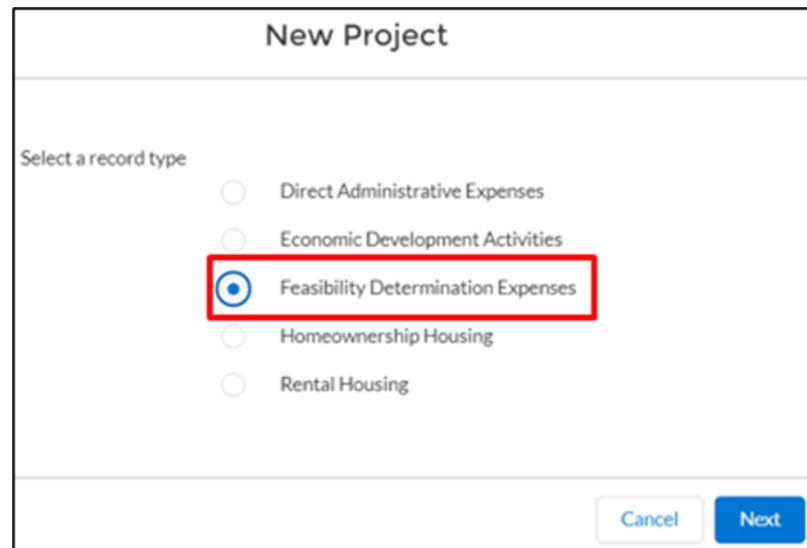 New Project
Select a record type
Direct Administrative Expenses
Economic Development Activities
Feasibility Determination Expenses
Homeownership Housing
Rental Housing
Cancel
Next